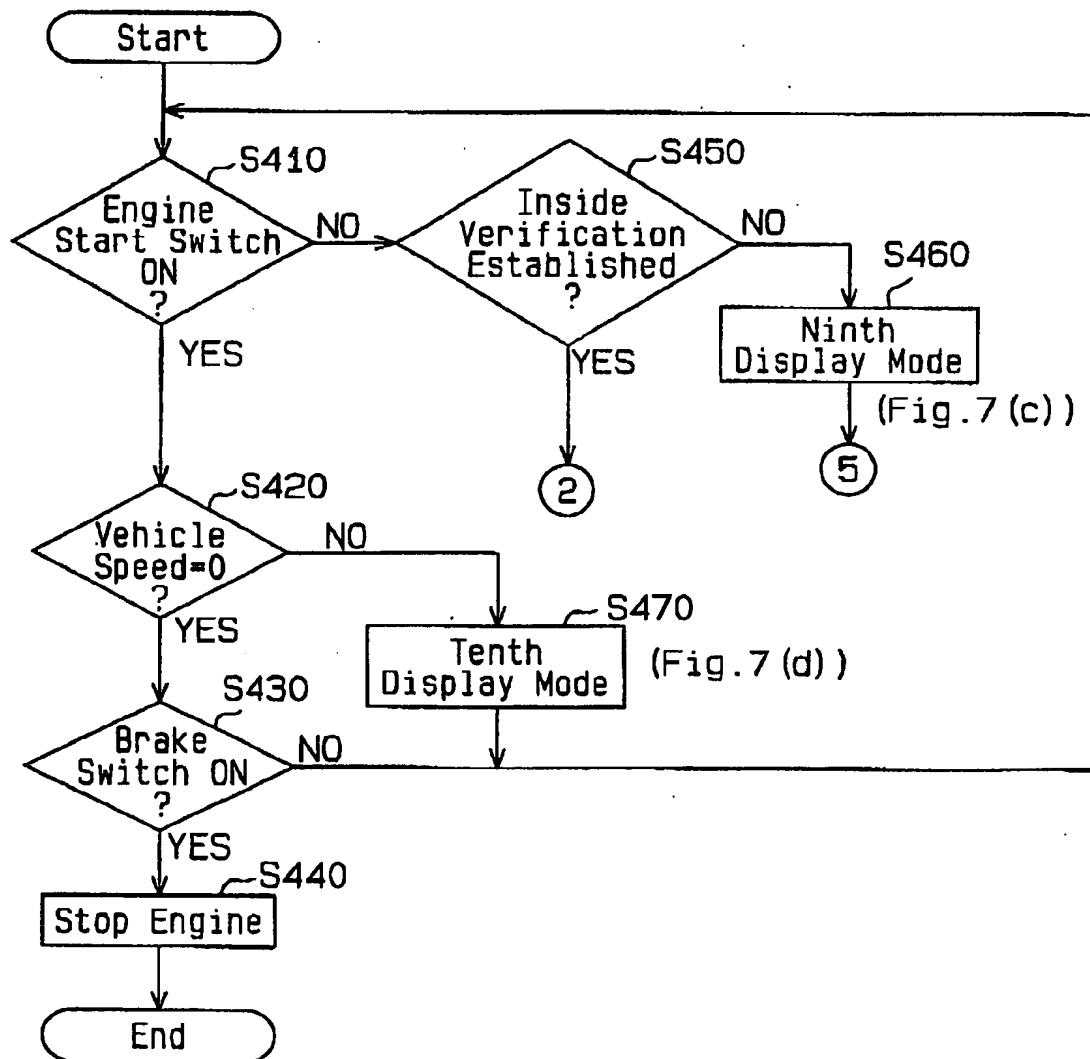 Start
S410
Engine
Start Switch
ON
?
NO
YES
S450
Inside
Verification
Established
?
NO
YES
S460
Ninth
Display Mode
(Fig.7(c))
2
5
S420
Vehicle
Speed=0
?
NO
YES
S470
Tenth
Display Mode
(Fig.7(d))
S430
Brake
Switch ON
?
NO
YES
S440
Stop Engine
End